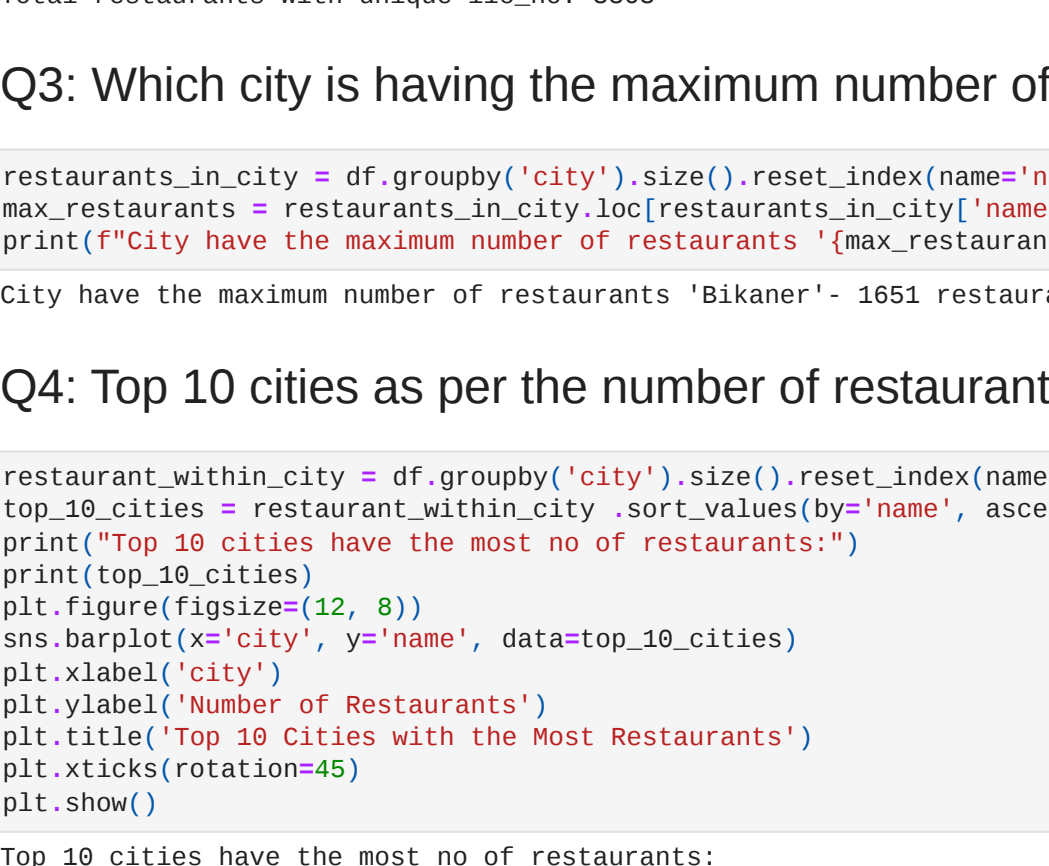 Total restaurants with unique lic_no: 
Q3: Which city is having the maximum number of
restaurants_in_city = df.groupby('city').size().reset_index(name='n
max_restaurants = restaurants_in_city.loc[restaurants_in_city['name
print(f"City have the maximum number of restaurants '{max_restauran
City have the maximum number of restaurants 'Bikaner'- 1651 restaura
Q4: Top 10 cities as per the number of restaurant
restaurant_within_city = df.groupby('city').size().reset_index(name
top_10_cities = restaurant_within_city .sort_values(by='name', asce
print("Top 10 cities have the most no of restaurants:")
print(top_10_cities)
plt.figure(figsize=(12, 8))
sns.barplot(x='city', y='name', data=top_10_cities)
plt.xlabel('city')
plt.ylabel('Number of Restaurants')
plt.title('Top 10 Cities with the Most Restaurants')
plt.xticks(rotation=45)
plt.show()
Top 10 cities have the most no of restaurants: